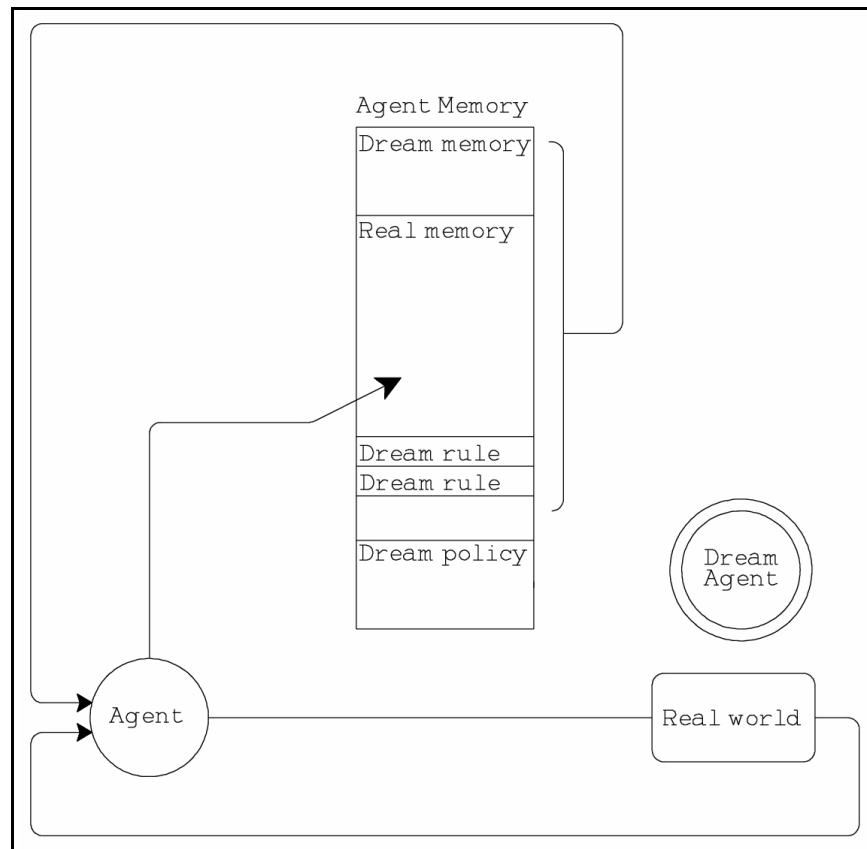 Agent Memory
Dream memory
Real memory
Dream rule
Dream rule
Dream policy
Dream
Agent
Agent
Real world